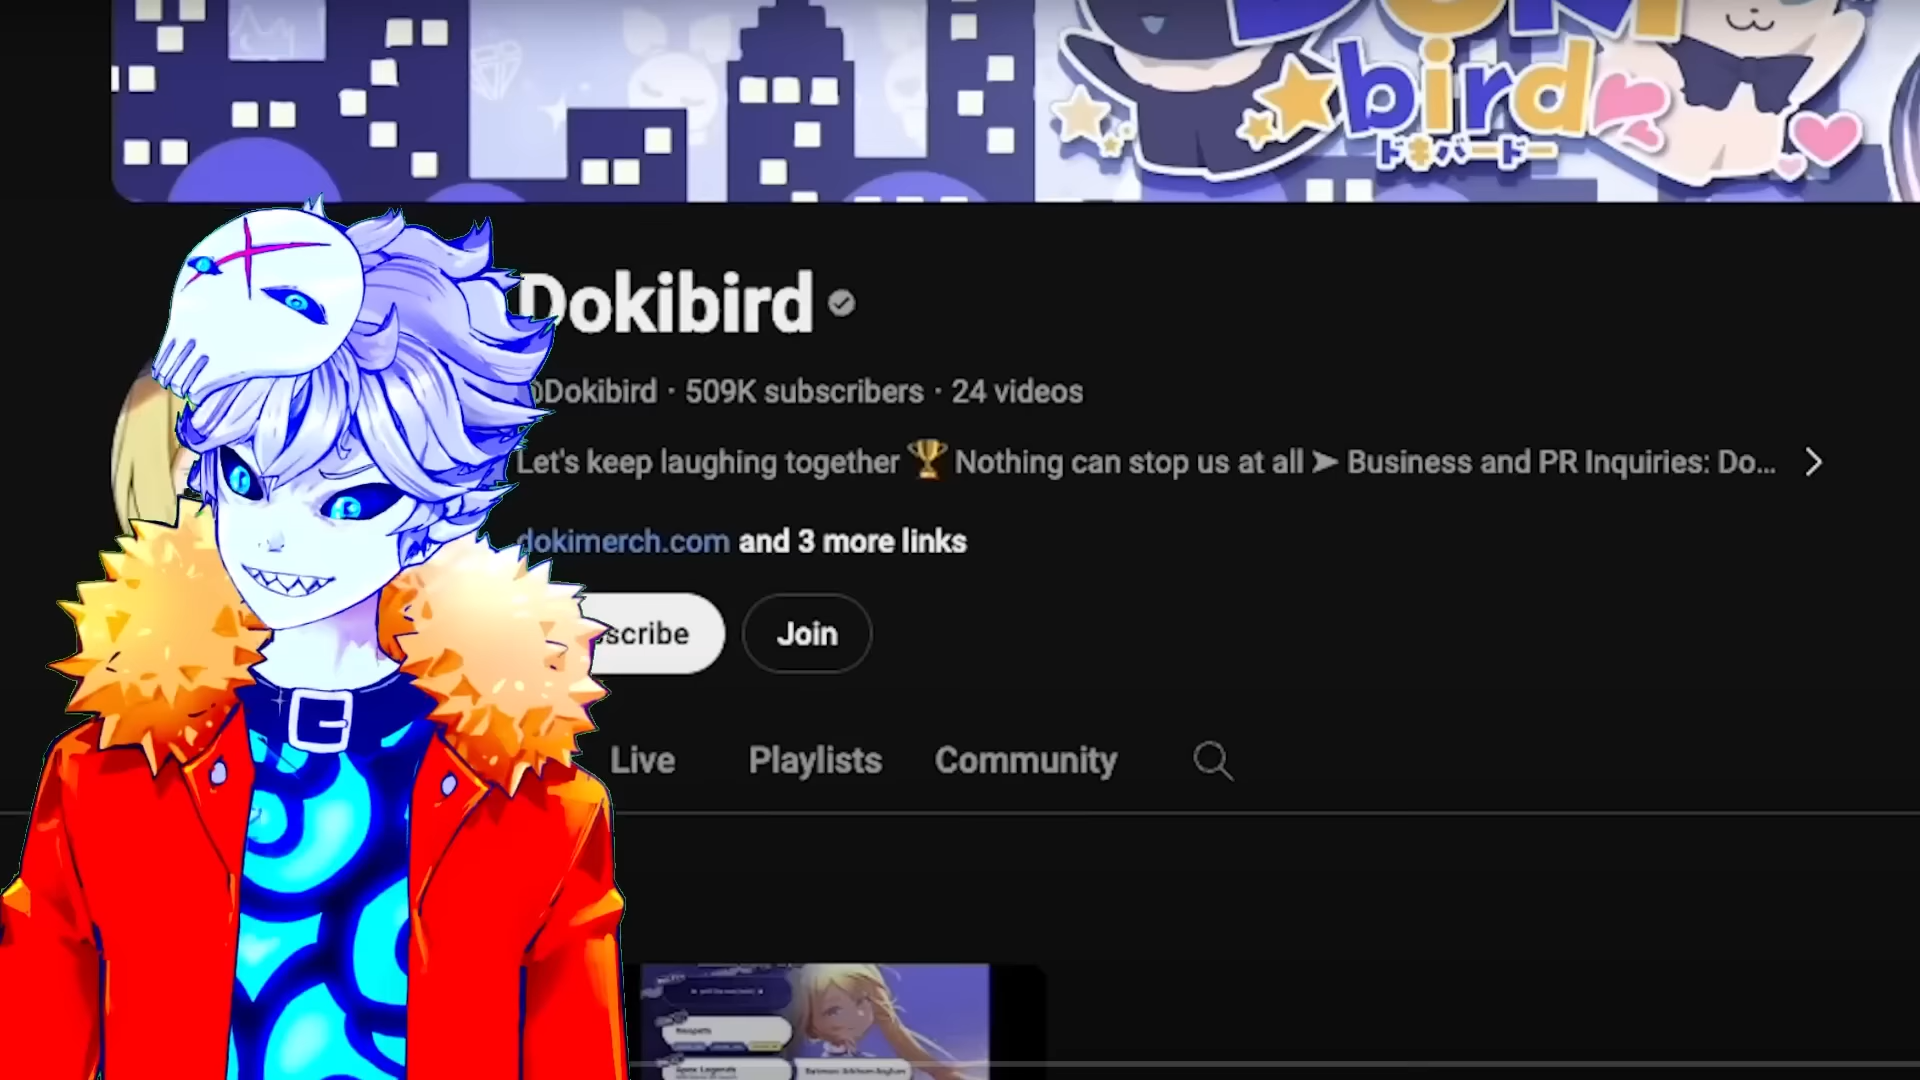 bird
ドキバードー
Dokibird
Dokibird · 509K subscribers · 24 videos
Let's keep laughing together 🏆 Nothing can stop us at all ➤ Business and PR Inquiries: Do...
dokimerch.com and 3 more links
scribe
Join
Live
Playlists
Community